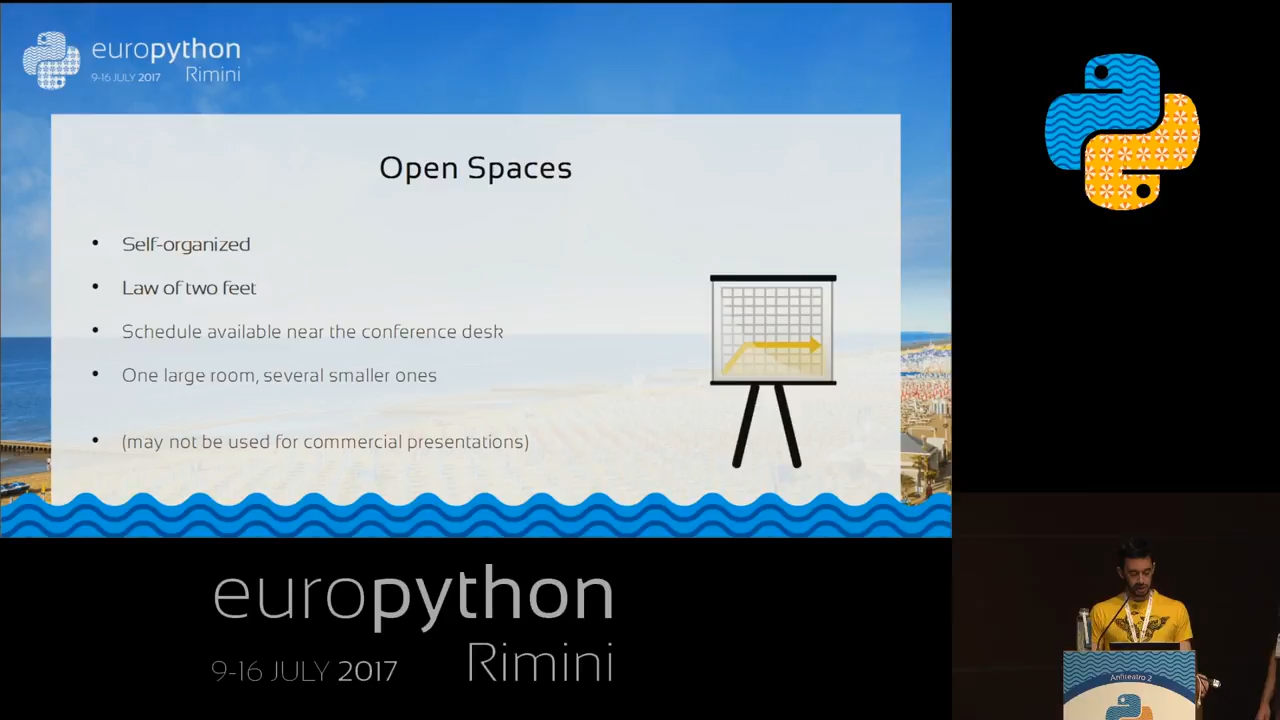 europython
9-16 JULY 2017 Rimini
Open Spaces
• Self-organized
• Law of two feet
• Schedule available near the conference desk
• One large room, several smaller ones
• (may not be used for commercial presentations)
europython
9-16 JULY 2017 Rimini
Anfiteatro 2